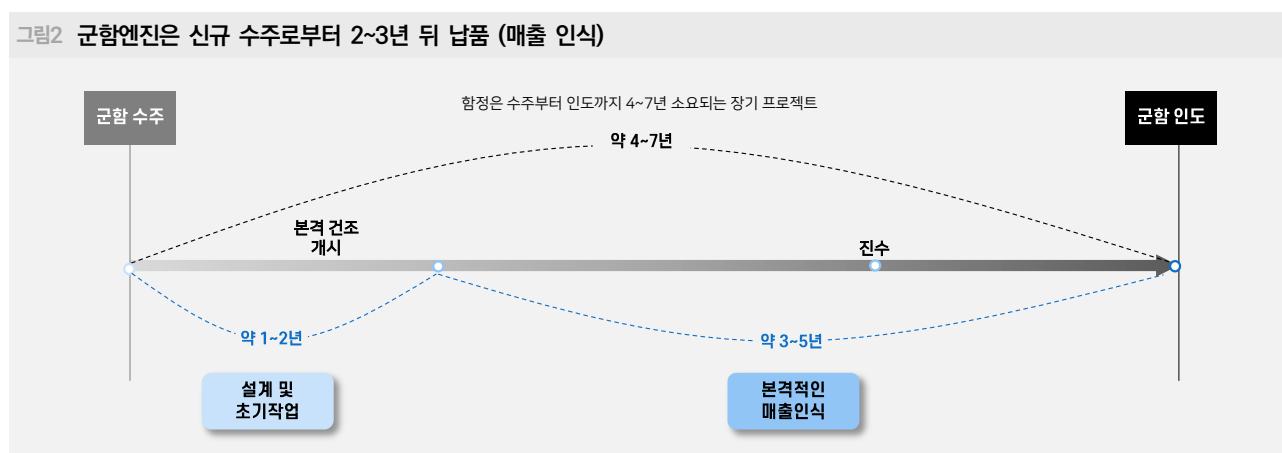 그림2 군함엔진은 신규 수주로부터 2~3년 뒤 납품 (매출 인식)
군함 수주
함정은 수주부터 인도까지 4~7년 소요되는 장기 프로젝트
군함 인도
약 4~7년
본격 건조
개시
진수
약 1~2년
약 3~5년
설계 및
초기작업
본격적인
매출인식